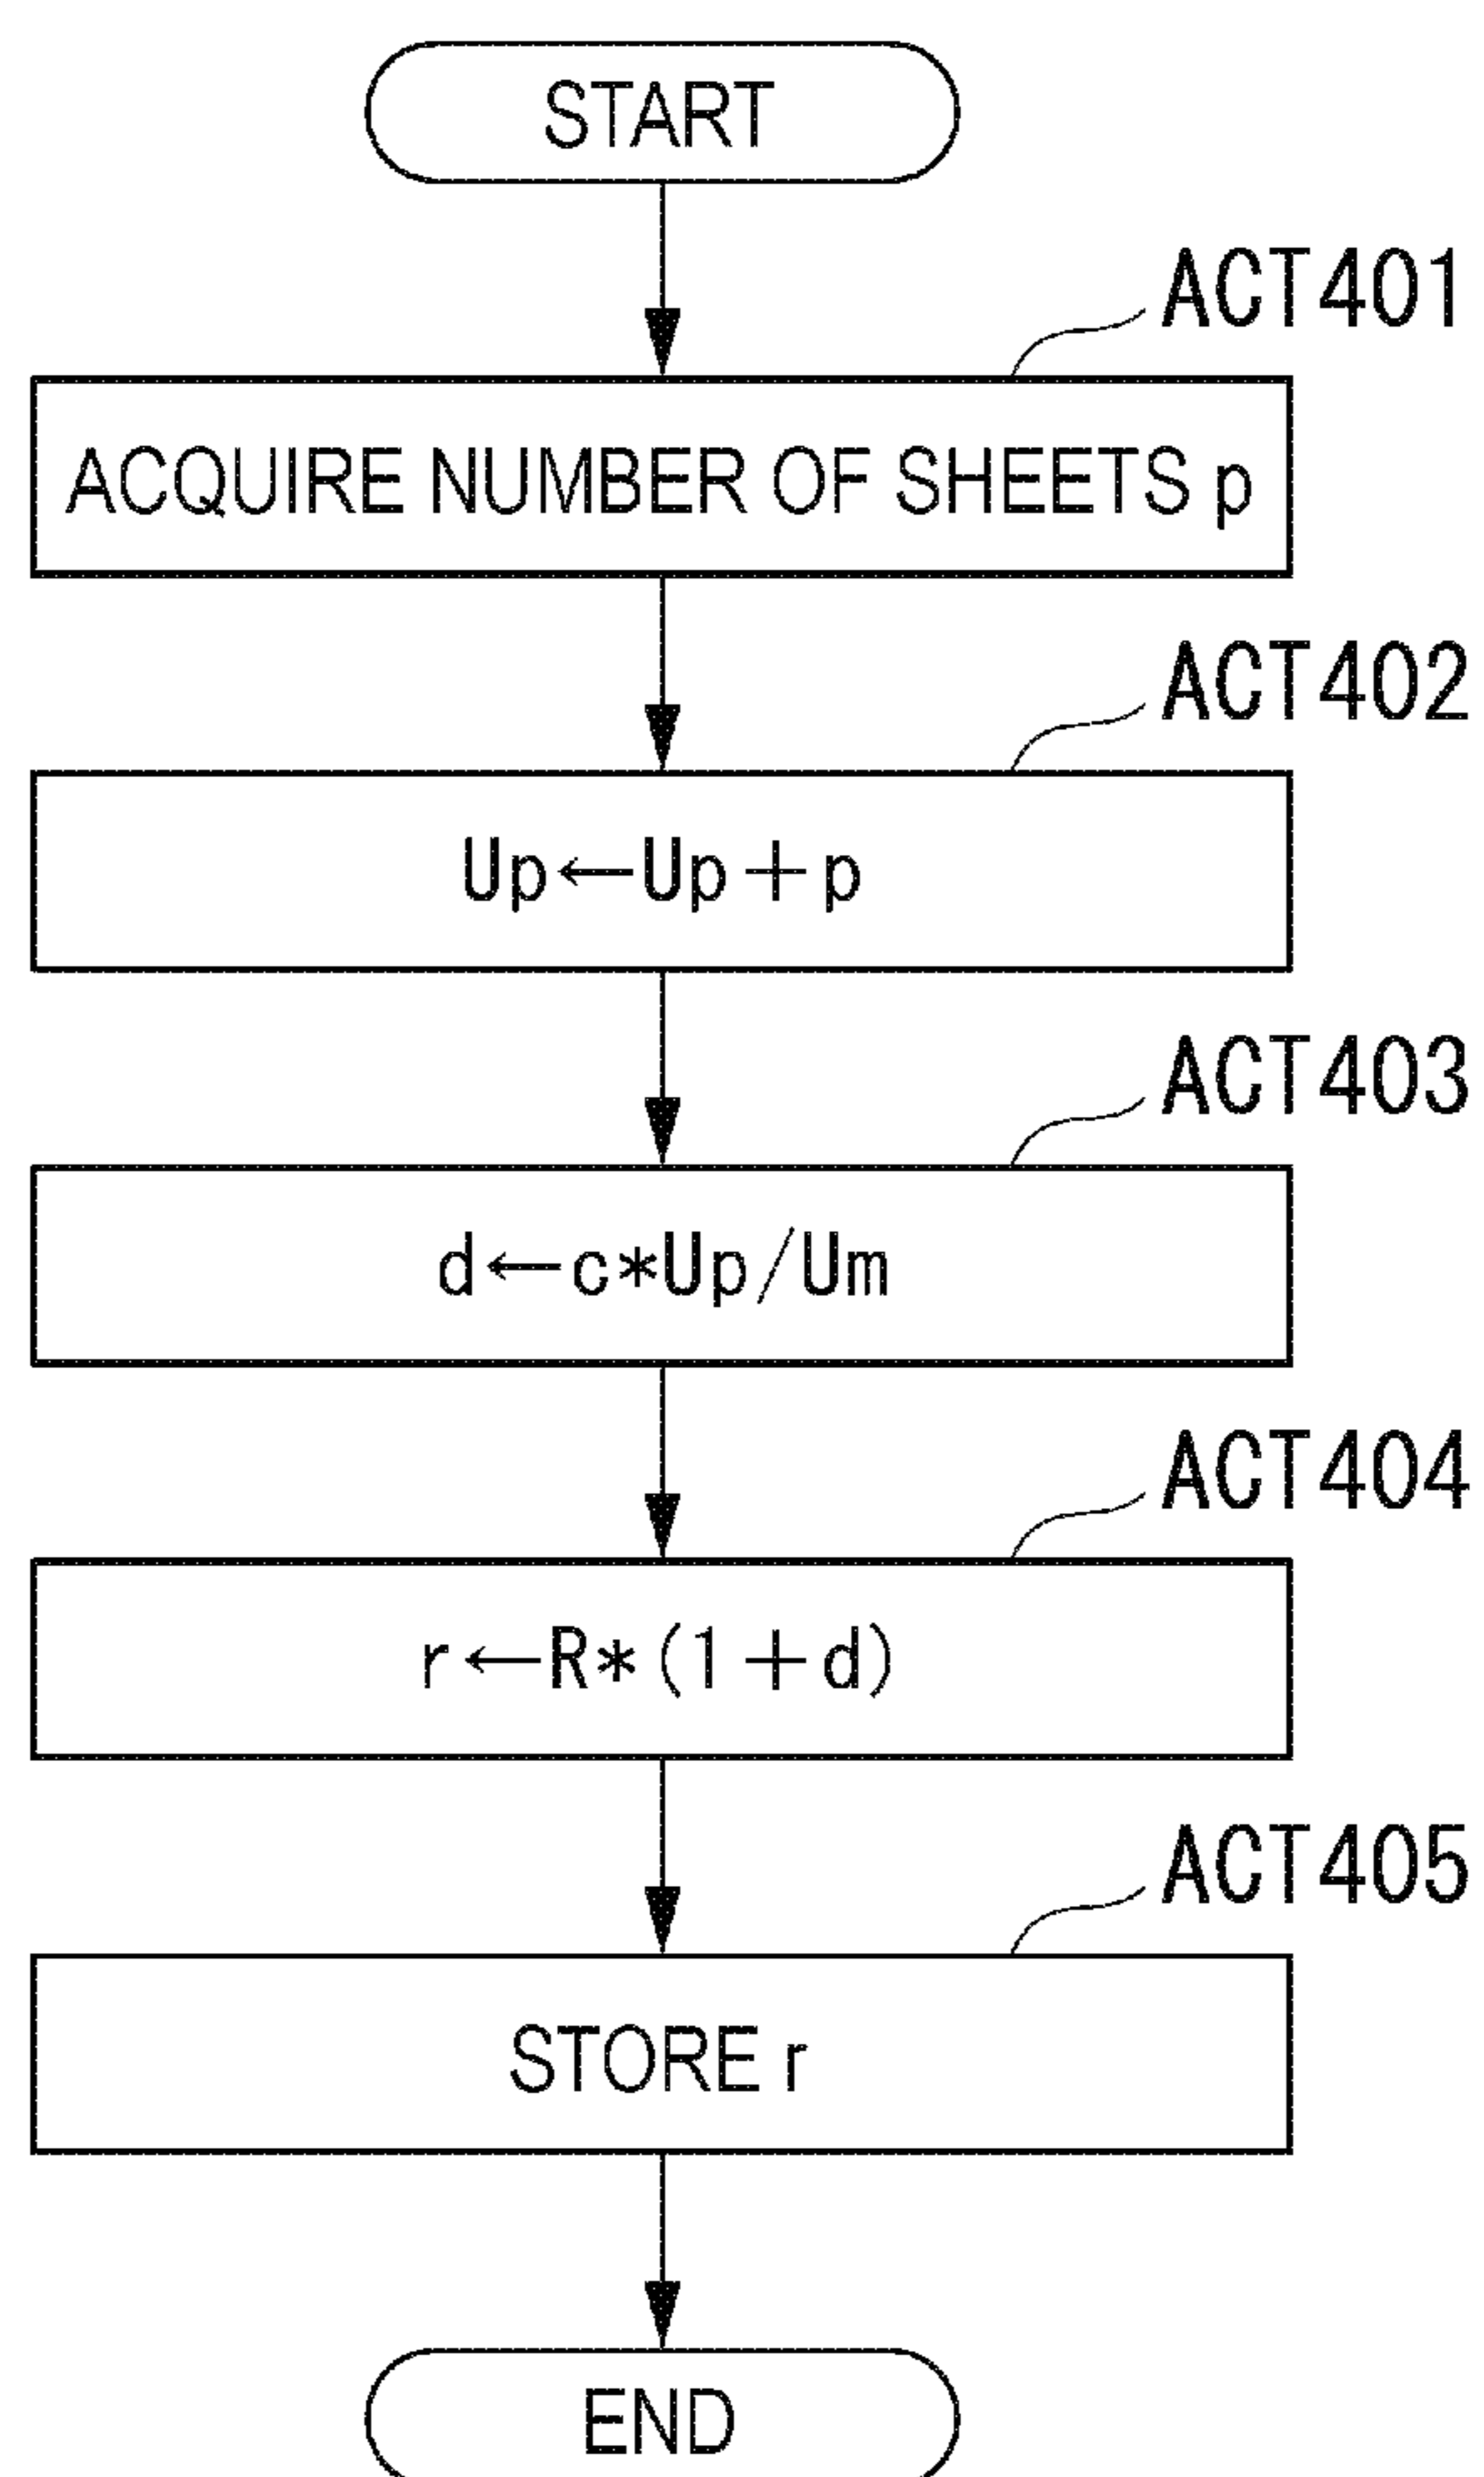 START
ACT401
ACQUIRE NUMBER OF SHEETS p
ACT402
Up←Up+p
ACT403
d←c*Up/Um
ACT404
r←R*(1+d)
ACT405
STORE r
END